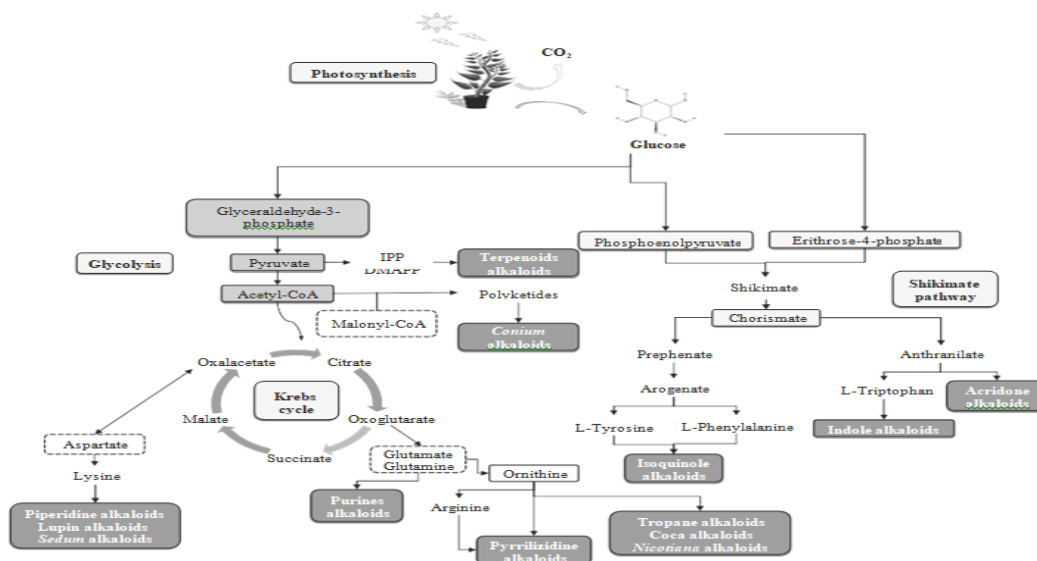 CO₂
Photosynthesis
Glucose
Glyceraldehyde-3-
phosphate
Phosphoenolpyruvate
Erithrose-4-phosphate
Glycolysis
Pyruvate
IPP
DMAPP
Terpenoids
alkaloids
Shikimate
Shikimate
pathway
Acetyl-CoA
Polyketides
Malonyl-CoA
Chorismate
Conium
alkaloids
Prephenate
Anthranilate
Oxalacetate
Citrate
Krebs
cycle
Arogenate
L-Triptophan
Acridone
alkaloids
Malate
Oxoglutarate
L-Tyrosine
L-Phenylalanine
Indole alkaloids
Aspartate
Succinate
Glutamate
Glutamine
Lysine
Ornithine
Isoquinole
alkaloids
Purines
alkaloids
Arginine
Piperidine alkaloids
Lupin alkaloids
Sedum alkaloids
Pyrrilizidine
alkaloids
Tropane alkaloids
Coca alkaloids
Nicotiana alkaloids